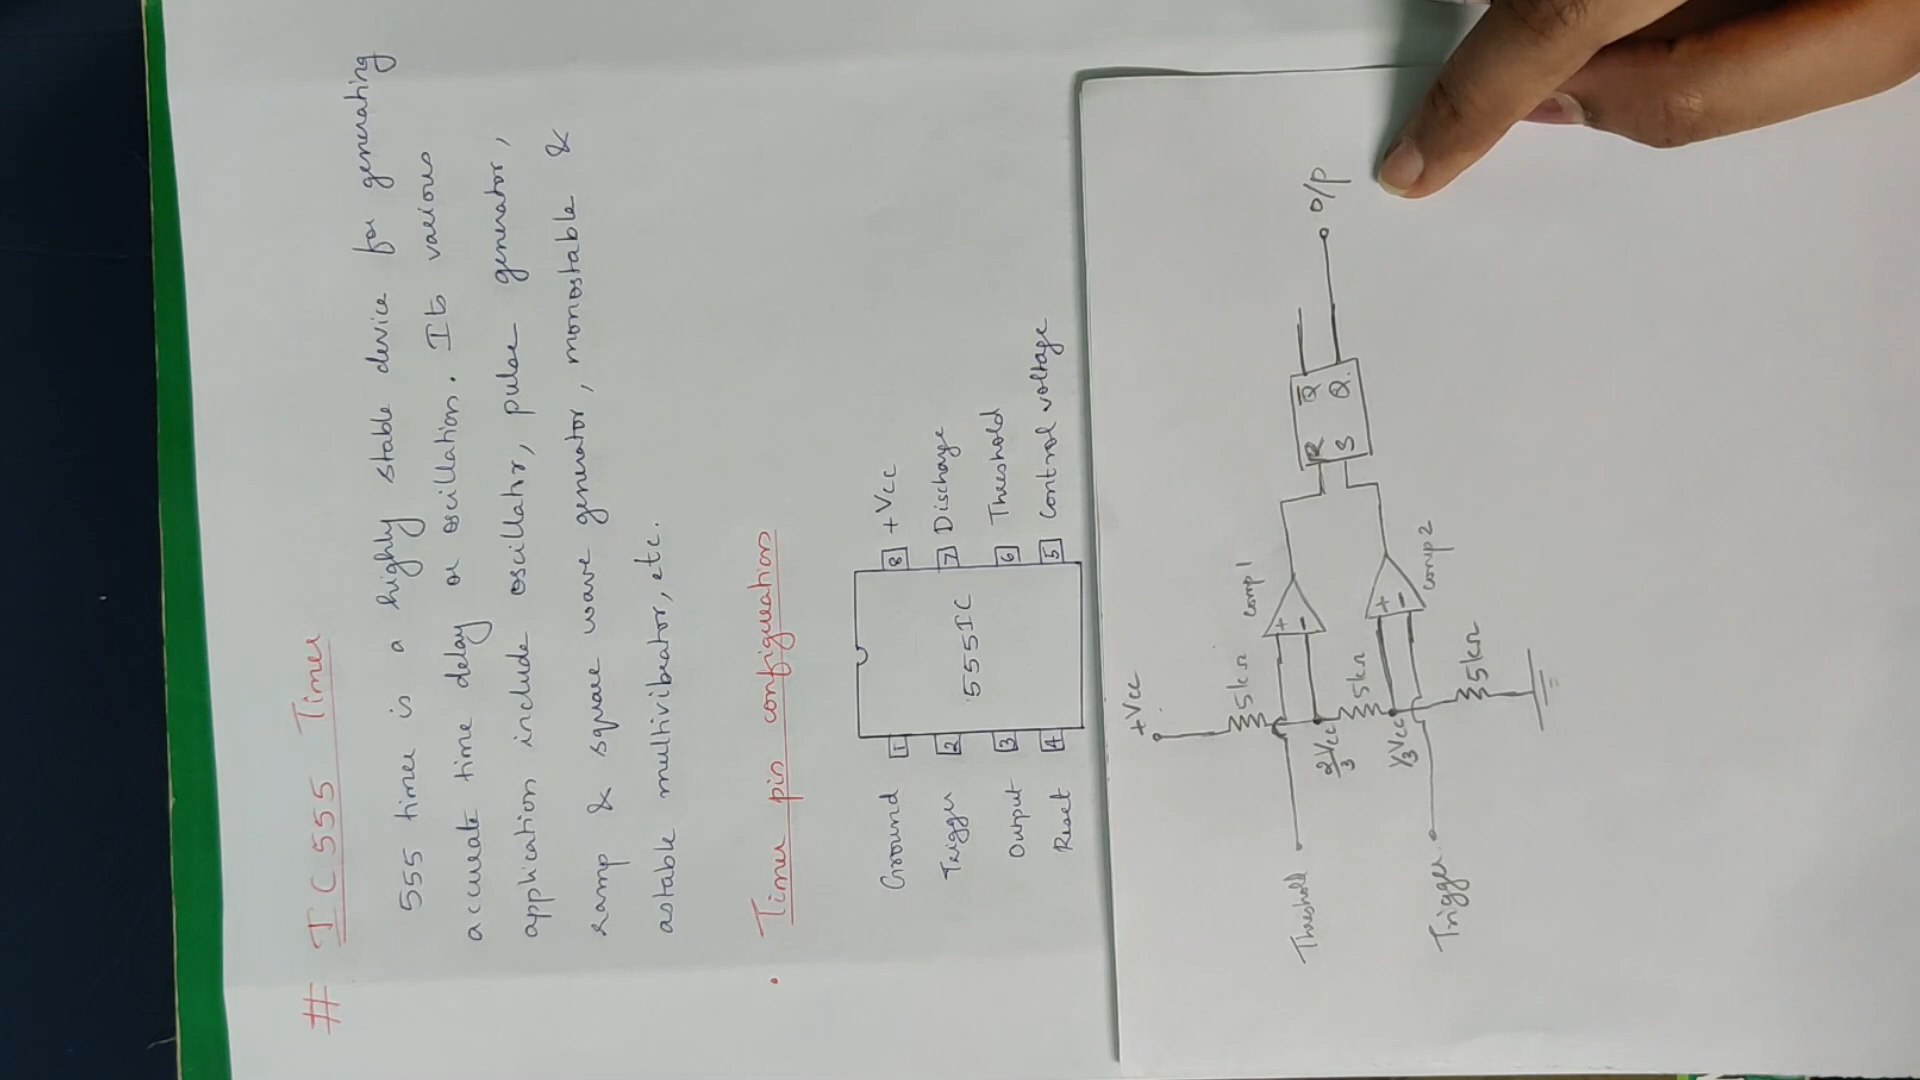 # IC 555 Timer
555 timer is a highly stable device for generating
accurate time delay or oscillation. Its various
application include oscillator, pulse generator,
ramp & square wave generator, monostable &
astable multivibrator, etc.
• Timer pin configuration
Ground 1 8 +Vcc
Trigger 2 7 Discharge
555IC
Output 3 6 Threshold
Reset 4 5 Control voltage
+Vcc
5kΩ comp 1
Threshold + - R Q̅
2/3 Vcc
5kΩ S Q. O/P
1/3 Vcc + -
Trigger comp 2
5kΩ